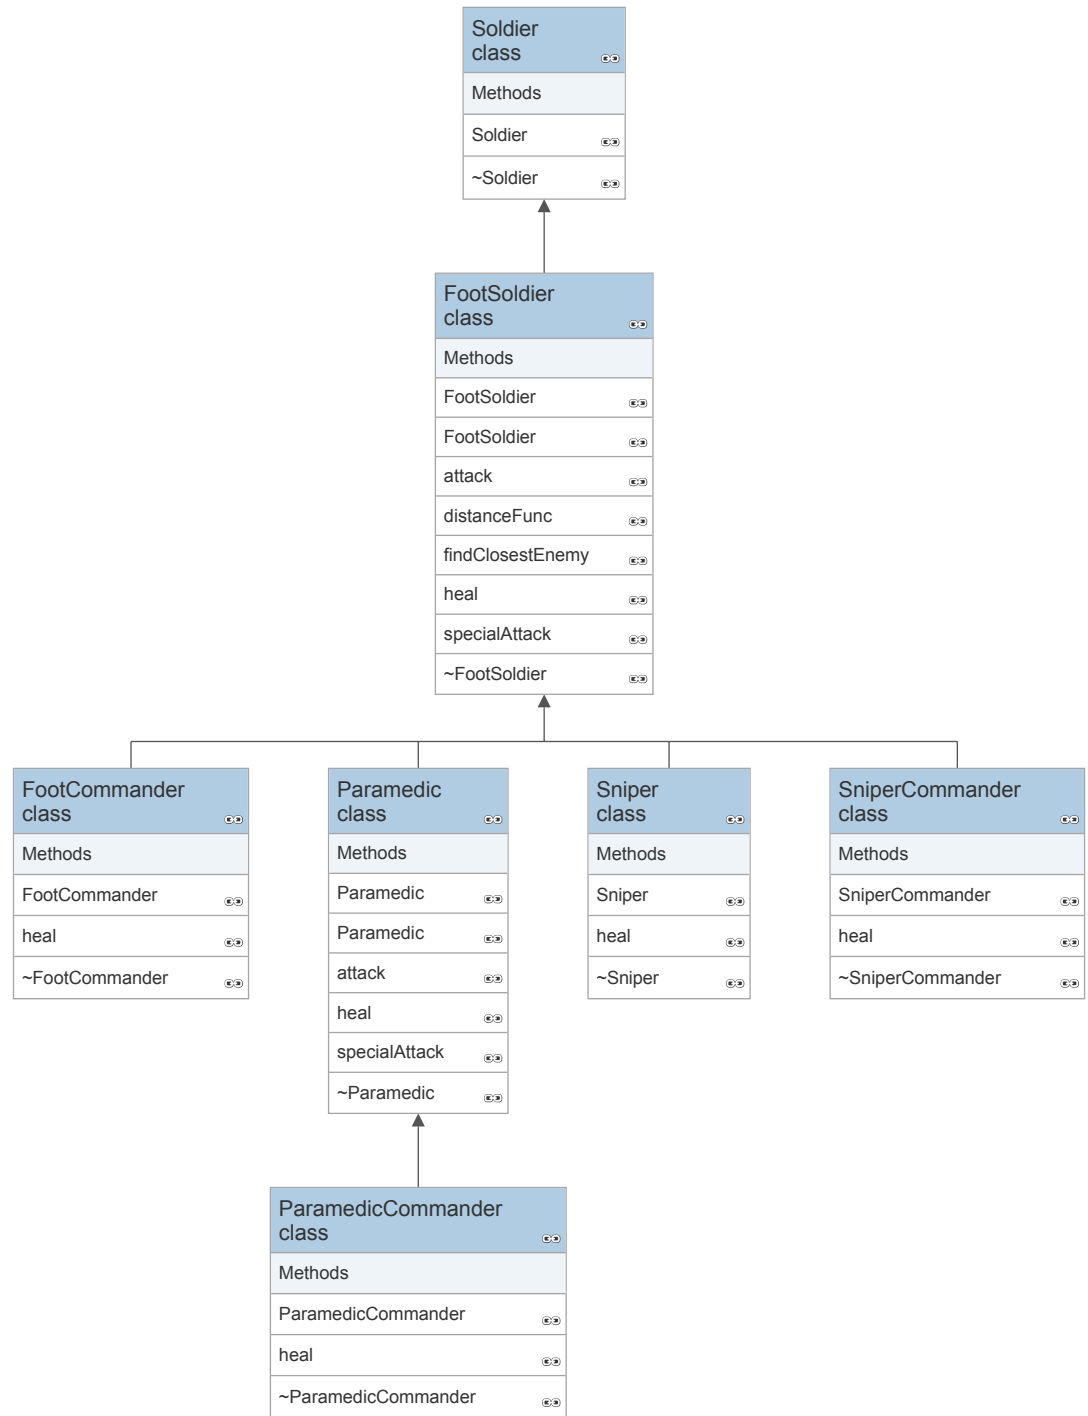 Soldier
class
Methods
Soldier
~Soldier
FootSoldier
class
Methods
FootSoldier
FootSoldier
attack
distanceFunc
findClosestEnemy
heal
specialAttack
~FootSoldier
FootCommander
class
Methods
FootCommander
heal
~FootCommander
Paramedic
class
Methods
Paramedic
Paramedic
attack
heal
specialAttack
~Paramedic
Sniper
class
Methods
Sniper
heal
~Sniper
SniperCommander
class
Methods
SniperCommander
heal
~SniperCommander
ParamedicCommander
class
Methods
ParamedicCommander
heal
~ParamedicCommander